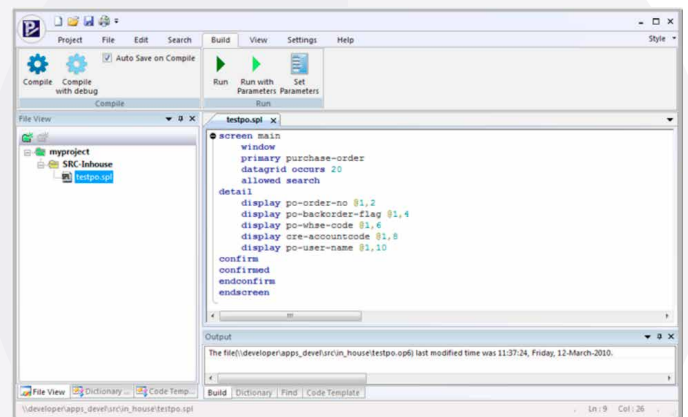 Project File Edit Search Build View Settings Help Style
Auto Save on Compile
Compile Compile with debug Run Run with Parameters Set Parameters
Compile Run
File View
testpo.spl x
myproject
SRC-Inhouse
testpo.spl
screen main
window
primary purchase-order
datagrid occurs 20
allowed search
detail
display po-order-no @1,2
display po-backorder-flag @1,4
display po-whse-code @1,6
display cre-accountcode @1,8
display po-user-name @1,10
confirm
confirmed
endconfirm
endscreen
Output
The file(\\developer\apps_devel\src\in_house\testpo.op6) last modified time was 11:37:24, Friday, 12-March-2010.
File View Dictionary ... Code Temp...
Build Dictionary Find Code Template
\\developer\apps_devel\src\in_house\testpo.spl Ln:9 Col:26